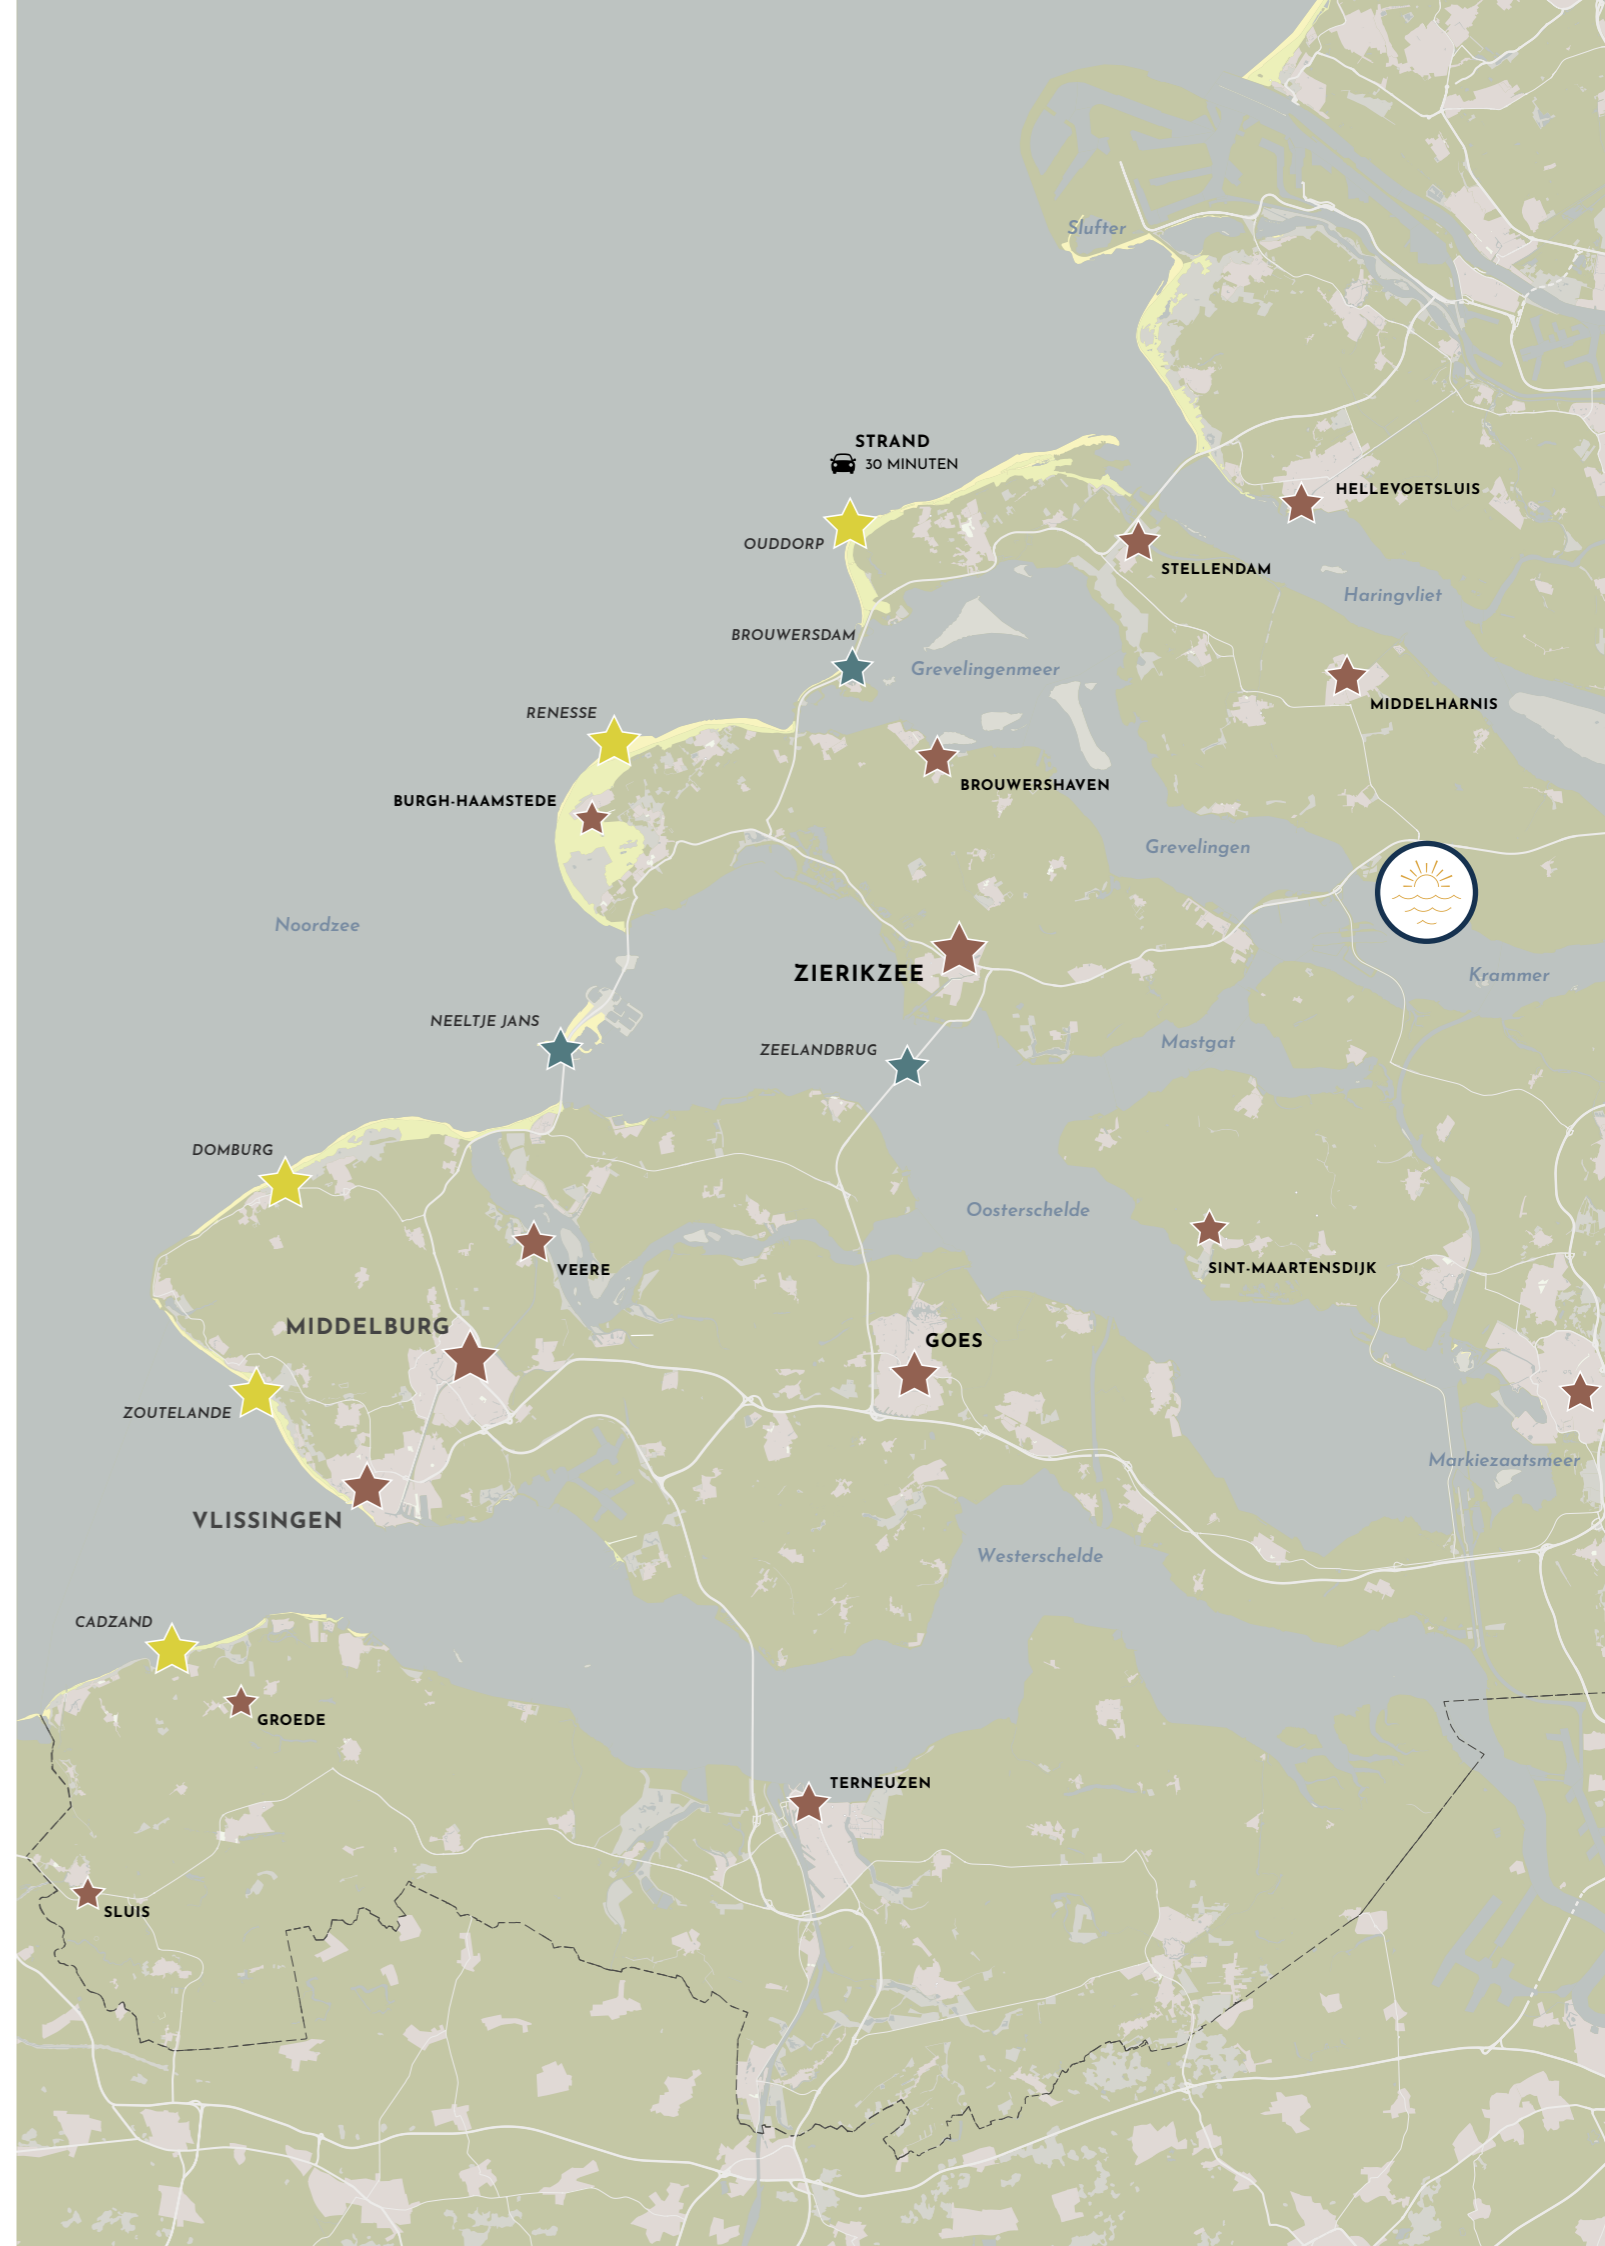 Slufter
STRAND
30 MINUTEN
HELLEVOETSLUIS
OUDDORP
STELLENDAM
Haringvliet
BROUWERSDAM
Grevelingenmeer
MIDDELHARNIS
RENESSE
BROUWERSHAVEN
BURGH-HAAMSTEDE
Grevelingen
Noordzee
ZIERIKZEE
Krammer
NEELTJE JANS
Mastgat
ZEELANDBRUG
DOMBURG
Oosterschelde
VEERE
SINT-MAARTENSDIJK
MIDDELBURG
GOES
ZOUTELANDE
Markiezaatsmeer
VLISSINGEN
Westerschelde
CADZAND
GROEDE
TERNEUZEN
SLUIS